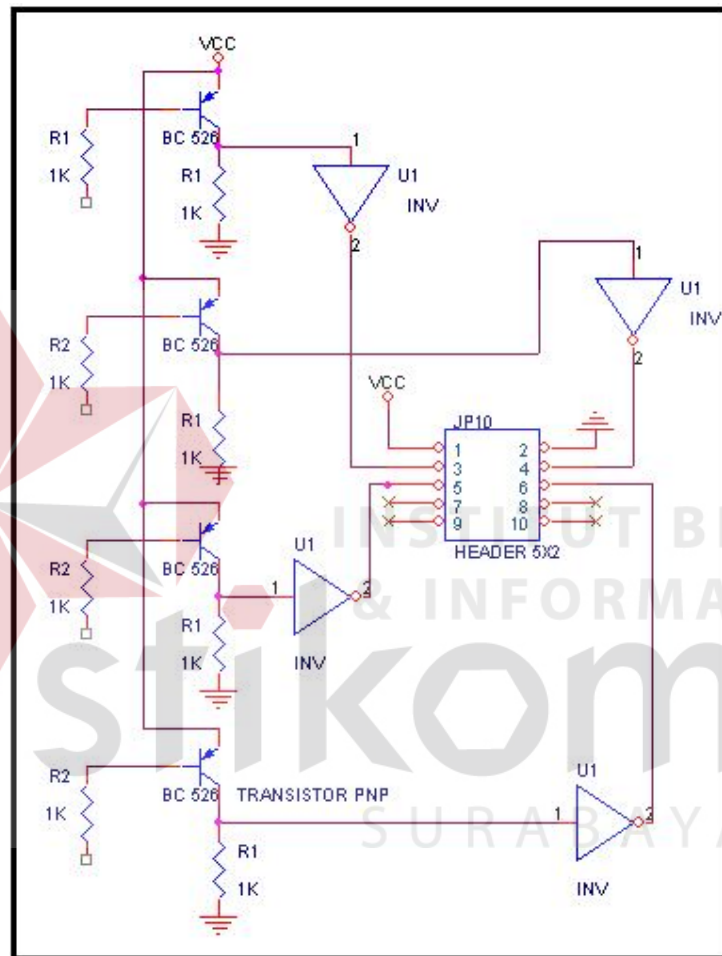 VCC
R1
1K
BC 526
R1
1K
1
U1
INV
2
R2
1K
BC 526
R1
1K
1
U1
INV
2
VCC
JP10
1 2
3 4
5 6
7 8
9 10
HEADER 5X2
R2
1K
BC 526
R1
1K
U1
1
2
INV
R2
1K
BC 526
TRANSISTOR PNP
R1
1K
U1
1
2
INV
INSTITUT BI
& INFORMA
stikom
SURABAYA